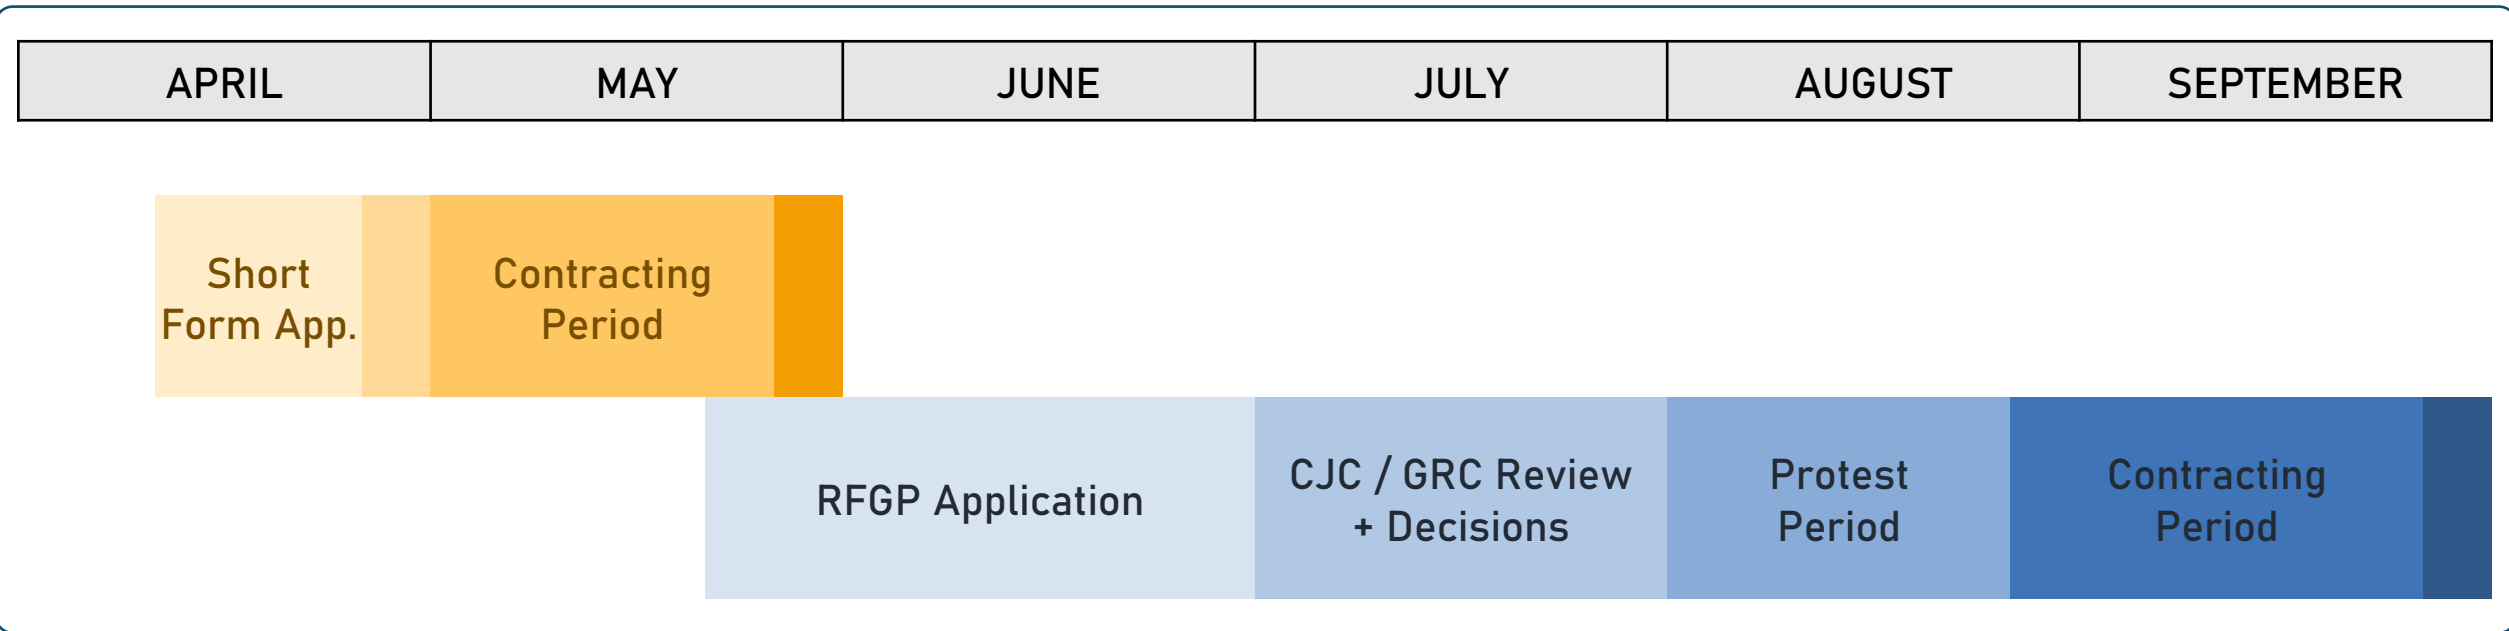 APRIL
MAY
JUNE
JULY
AUGUST
SEPTEMBER
Short
Form App.
Contracting
Period
RFGP Application
CJC / GRC Review
+ Decisions
Protest
Period
Contracting
Period